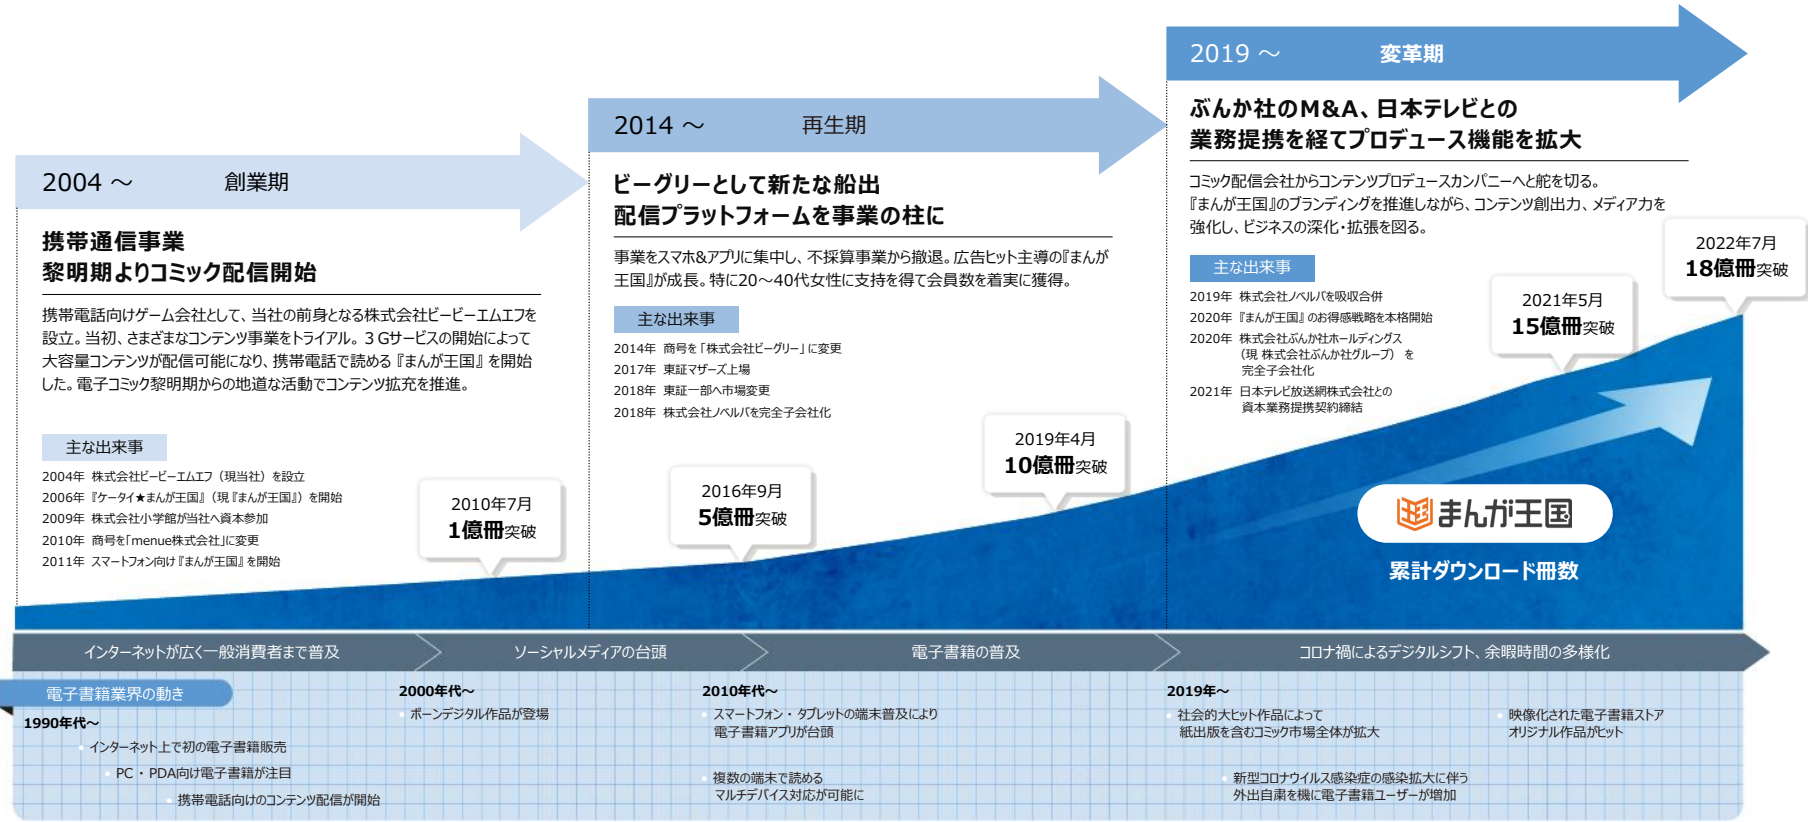 2004 ～ 創業期
携帯通信事業
黎明期よりコミック配信開始
携帯電話向けゲーム会社として、当社の前身となる株式会社ビービーエムエフを
設立。当初、さまざまなコンテンツ事業をトライアル。３Gサービスの開始によって
大容量コンテンツが配信可能になり、携帯電話で読める『まんが王国』を開始
した。電子コミック黎明期からの地道な活動でコンテンツ拡充を推進。
主な出来事
2004年 株式会社ビービーエムエフ（現当社）を設立
2006年『ケータイ★まんが王国』（現『まんが王国』）を開始
2009年 株式会社小学館が当社へ資本参加
2010年 商号を「menue株式会社」に変更
2011年 スマートフォン向け『まんが王国』を開始
2010年7月
1億冊突破
2014 ～ 再生期
ビーグリーとして新たな船出
配信プラットフォームを事業の柱に
事業をスマホ&アプリに集中し、不採算事業から撤退。広告ヒット主導の『まんが
王国』が成長。特に20～40代女性に支持を得て会員数を着実に獲得。
主な出来事
2014年 商号を「株式会社ビーグリー」に変更
2017年 東証マザーズ上場
2018年 東証一部へ市場変更
2018年 株式会社ノベルバを完全子会社化
2016年9月
5億冊突破
2019年4月
10億冊突破
2019 ～ 変革期
ぶんか社のM&A、日本テレビとの
業務提携を経てプロデュース機能を拡大
コミック配信会社からコンテンツプロデュースカンパニーへと舵を切る。
『まんが王国』のブランディングを推進しながら、コンテンツ創出力、メディア力を
強化し、ビジネスの深化・拡張を図る。
主な出来事
2019年 株式会社ノベルバを吸収合併
2020年『まんが王国』のお得感戦略を本格開始
2020年 株式会社ぶんか社ホールディングス
（現 株式会社ぶんか社グループ） を
完全子会社化
2021年 日本テレビ放送網株式会社との
資本業務提携契約締結
2021年5月
15億冊突破
2022年7月
18億冊突破
まんが王国
累計ダウンロード冊数
インターネットが広く一般消費者まで普及
ソーシャルメディアの台頭
電子書籍の普及
コロナ禍によるデジタルシフト、余暇時間の多様化
電子書籍業界の動き
1990年代～
インターネット上で初の電子書籍販売
PC・PDA向け電子書籍が注目
携帯電話向けのコンテンツ配信が開始
2000年代～
ボーンデジタル作品が登場
2010年代～
スマートフォン・タブレットの端末普及により
電子書籍アプリが台頭
複数の端末で読める
マルチデバイス対応が可能に
2019年～
社会的大ヒット作品によって
紙出版を含むコミック市場全体が拡大
新型コロナウイルス感染症の感染拡大に伴う
外出自粛を機に電子書籍ユーザーが増加
映像化された電子書籍ストア
オリジナル作品がヒット